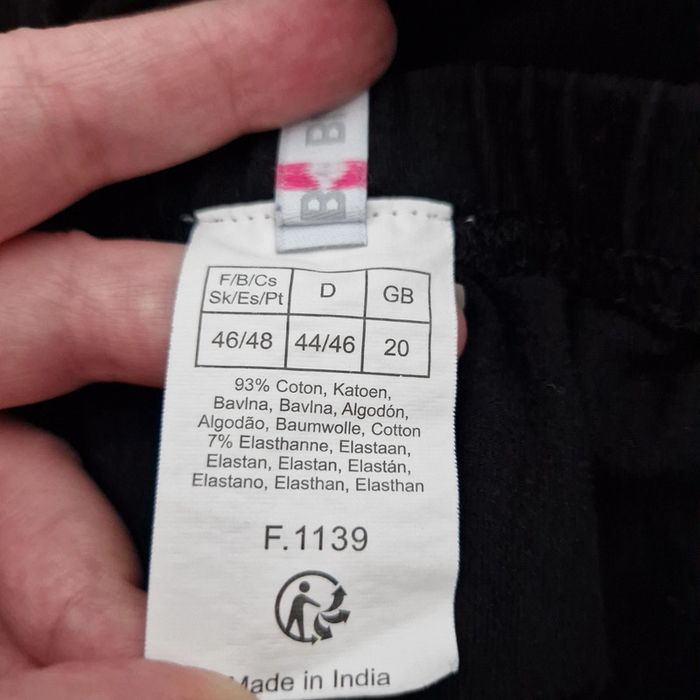 B
B
F/B/Cs
Sk/Es/Pt
D
GB
46/48
44/46
20
93% Coton, Katoen,
Bavlna, Bavlna, Algodón,
Algodão, Baumwolle, Cotton
7% Elasthanne, Elastaan,
Elastan, Elastan, Elastán,
Elastano, Elasthan, Elasthan
F.1139
Made in India